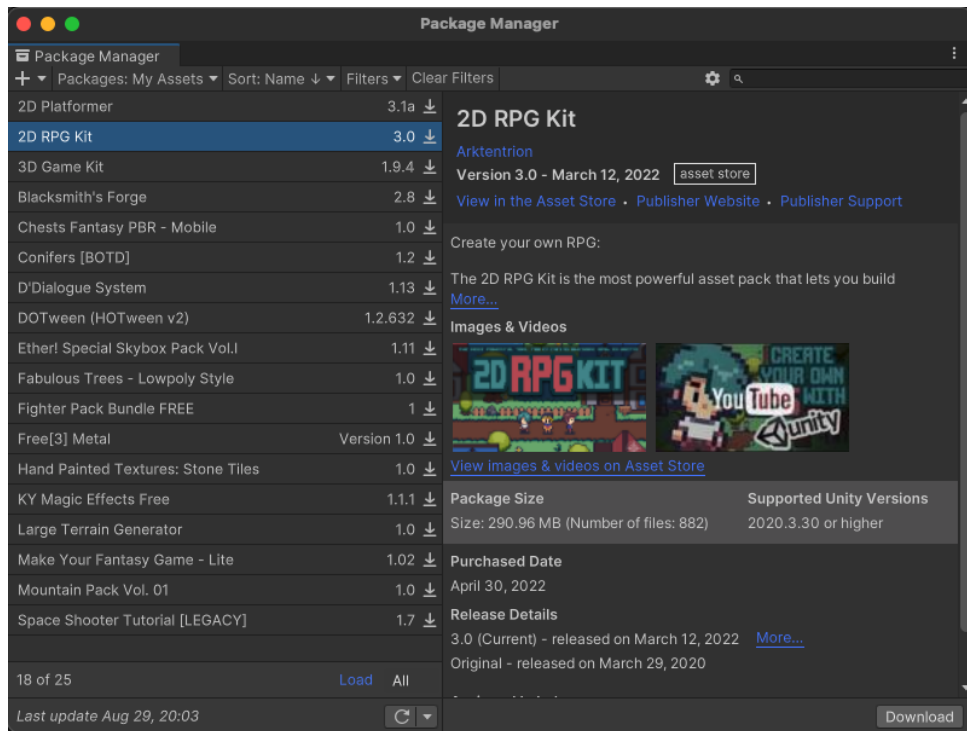 Package Manager
Package Manager
Packages: My Assets Sort: Name ↓ Filters Clear Filters
2D Platformer 3.1a
2D RPG Kit 3.0
3D Game Kit 1.9.4
Blacksmith's Forge 2.8
Chests Fantasy PBR - Mobile 1.0
Conifers [BOTD] 1.2
D'Dialogue System 1.13
DOTween (HOTween v2) 1.2.632
Ether! Special Skybox Pack Vol.I 1.11
Fabulous Trees - Lowpoly Style 1.0
Fighter Pack Bundle FREE 1
Free[3] Metal Version 1.0
Hand Painted Textures: Stone Tiles 1.0
KY Magic Effects Free 1.1.1
Large Terrain Generator 1.0
Make Your Fantasy Game - Lite 1.02
Mountain Pack Vol. 01 1.0
Space Shooter Tutorial [LEGACY] 1.7
18 of 25 Load All
Last update Aug 29, 20:03
2D RPG Kit
Arktentrion
Version 3.0 - March 12, 2022 asset store
View in the Asset Store • Publisher Website • Publisher Support
Create your own RPG:
The 2D RPG Kit is the most powerful asset pack that lets you build
More...
Images & Videos
2D RPG KIT
CREATE
YOUR OWN
YouTube WITH
unity
View images & videos on Asset Store
Package Size Supported Unity Versions
Size: 290.96 MB (Number of files: 882) 2020.3.30 or higher
Purchased Date
April 30, 2022
Release Details
3.0 (Current) - released on March 12, 2022 More...
Original - released on March 29, 2020
Download